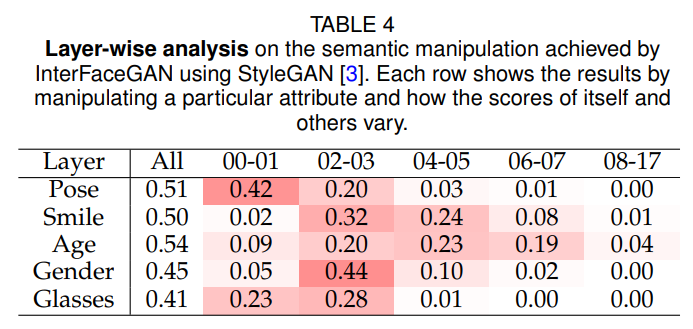 TABLE 4
Layer-wise analysis on the semantic manipulation achieved by
InterFaceGAN using StyleGAN [3]. Each row shows the results by
manipulating a particular attribute and how the scores of itself and
others vary.
Layer All 00-01 02-03 04-05 06-07 08-17
Pose 0.51 0.42 0.20 0.03 0.01 0.00
Smile 0.50 0.02 0.32 0.24 0.08 0.01
Age 0.54 0.09 0.20 0.23 0.19 0.04
Gender 0.45 0.05 0.44 0.10 0.02 0.00
Glasses 0.41 0.23 0.28 0.01 0.00 0.00